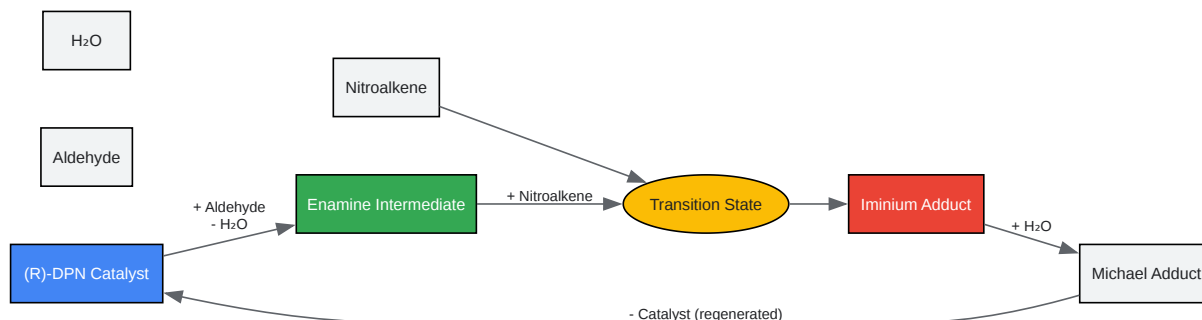 H₂O
Nitroalkene
Aldehyde
+ Aldehyde
- H₂O
Enamine Intermediate
+ Nitroalkene
Transition State
Iminium Adduct
+ H₂O
(R)-DPN Catalyst
Michael Adduct
- Catalyst (regenerated)